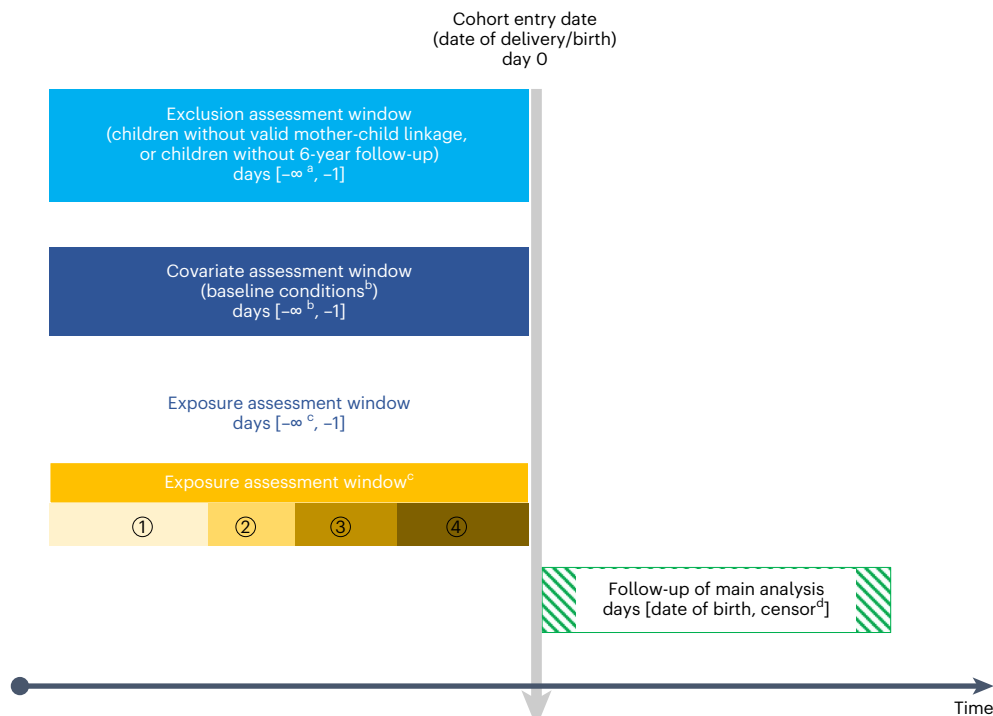 Cohort entry date
(date of delivery/birth)
day 0
Exclusion assessment window
(children without valid mother-child linkage,
or children without 6-year follow-up)
days [–∞ a, –1]
Covariate assessment window
(baseline conditionsb)
days [–∞ b, –1]
Exposure assessment window
days [–∞ c, –1]
Exposure assessment windowc
① ② ③ ④
Follow-up of main analysis
days [date of birth, censord]
Time